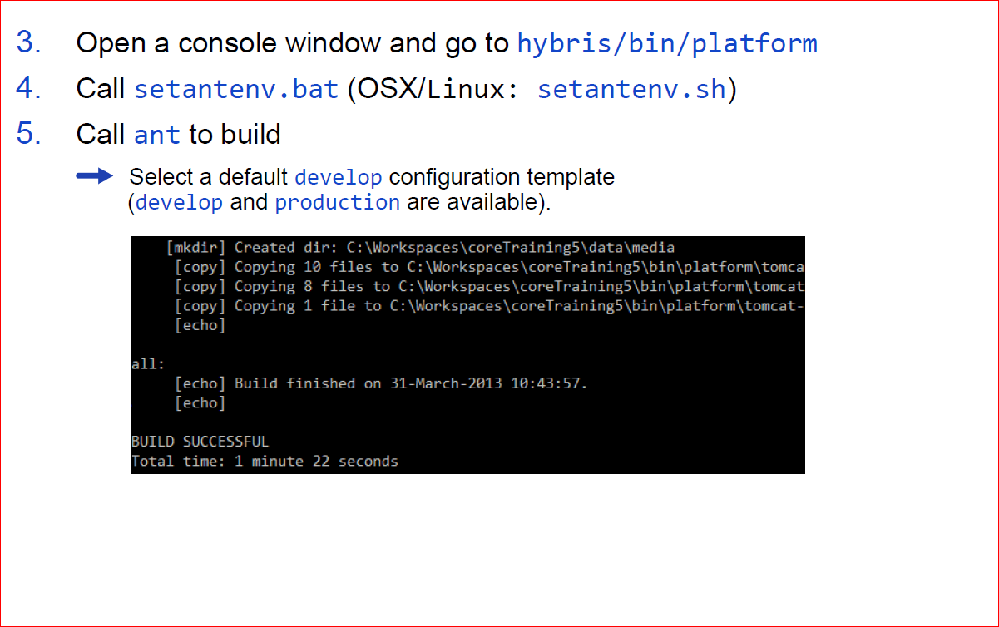 3. Open a console window and go to hybris/bin/platform
4. Call setantenv.bat (OSX/Linux: setantenv.sh)
5. Call ant to build
Select a default develop configuration template
(develop and production are available).
[mkdir] Created dir: C:\Workspaces\coreTraining5\data\media
[copy] Copying 10 files to C:\Workspaces\coreTraining5\bin\platform\tomca
[copy] Copying 8 files to C:\Workspaces\coreTraining5\bin\platform\tomcat
[copy] Copying 1 file to C:\Workspaces\coreTraining5\bin\platform\tomcat-
[echo]
all:
[echo] Build finished on 31-March-2013 10:43:57.
[echo]
BUILD SUCCESSFUL
Total time: 1 minute 22 seconds